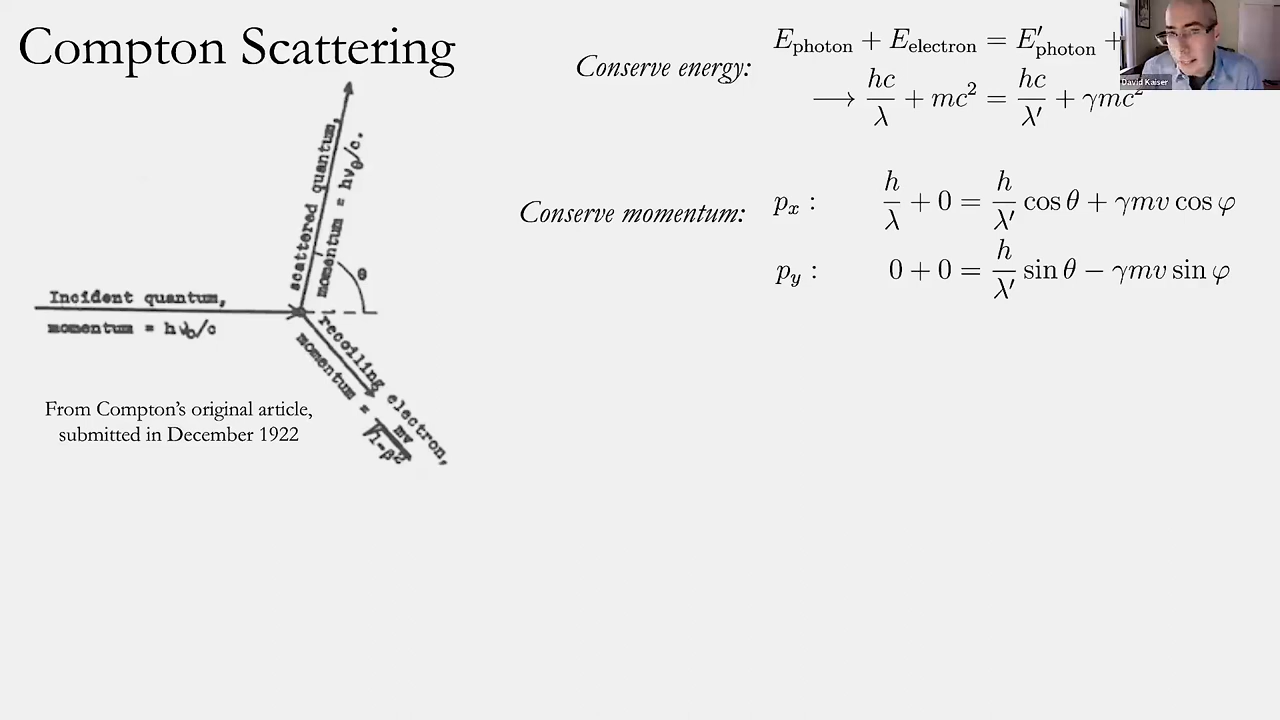 Compton Scattering
Conserve energy:
E_photon + E_electron = E′_photon +
⟶ hc/λ + mc² = hc/λ′ + γmc²
David Kaiser
Conserve momentum:
p_x : h/λ + 0 = h/λ′ cos θ + γmv cos φ
p_y : 0 + 0 = h/λ′ sin θ − γmv sin φ
scattered quantum,
momentum = hν_θ/c.
θ
Incident quantum,
momentum = hν₀/c
recoiling electron,
momentum = mv/√1-β²
From Compton's original article,
submitted in December 1922